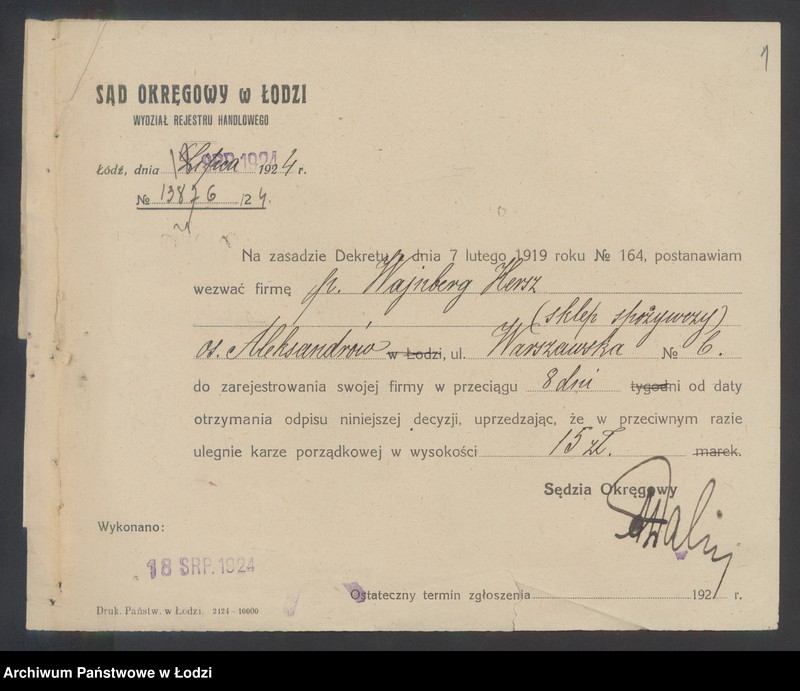 1
SĄD OKRĘGOWY w ŁODZI
WYDZIAŁ REJESTRU HANDLOWEGO
Łódź, dnia Lipca SRP. 1924 1924 r.
№ 13876 /24.
Na zasadzie Dekretu z dnia 7 lutego 1919 roku № 164, postanawiam
wezwać firmę p. Wajnberg Hersz
(sklep spożywczy)
os. Aleksandrów w Łodzi, ul. Warszawska № 6.
do zarejestrowania swojej firmy w przeciągu 8 dni tygodni od daty
otrzymania odpisu niniejszej decyzji, uprzedzając, że w przeciwnym razie
ulegnie karze porządkowej w wysokości 15 zł. marek.
Sędzia Okręgowy
Wykonano:
18 SRP. 1924
Ostateczny termin zgłoszenia 192 r.
Druk. Państw. w Łodzi. 2124-10000
Archiwum Państwowe w Łodzi